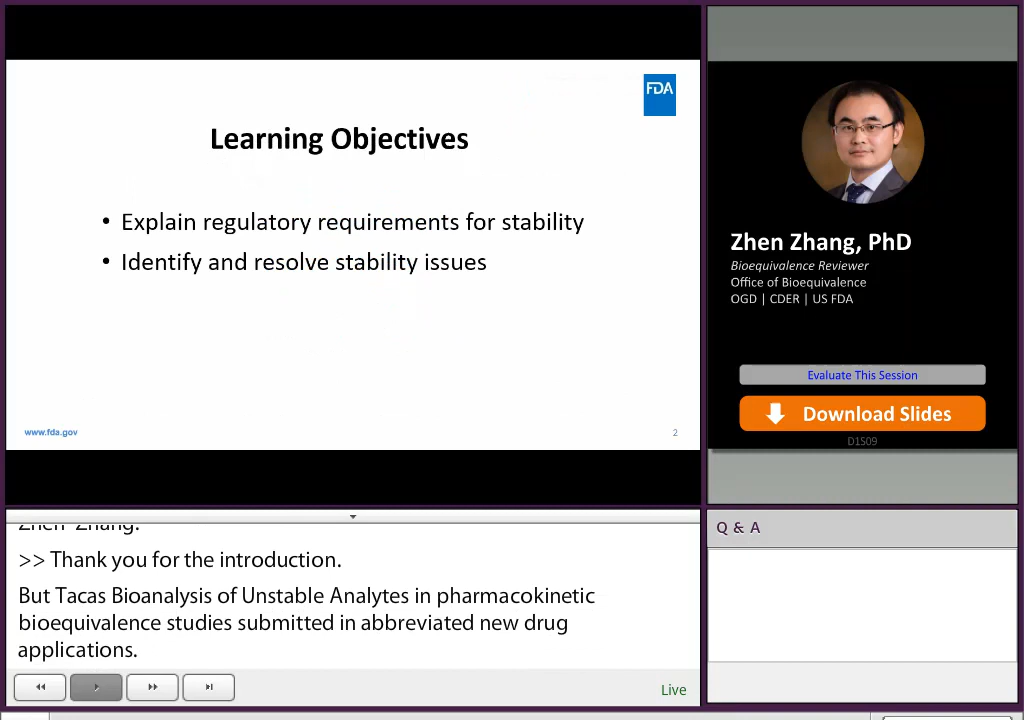 FDA
Learning Objectives
• Explain regulatory requirements for stability
• Identify and resolve stability issues
www.fda.gov
2
Zhen Zhang, PhD
Bioequivalence Reviewer
Office of Bioequivalence
OGD | CDER | US FDA
Evaluate This Session
Download Slides
D1S09
Zhen Zhang.
>> Thank you for the introduction.
But Tacas Bioanalysis of Unstable Analytes in pharmacokinetic
bioequivalence studies submitted in abbreviated new drug
applications.
Live
Q & A